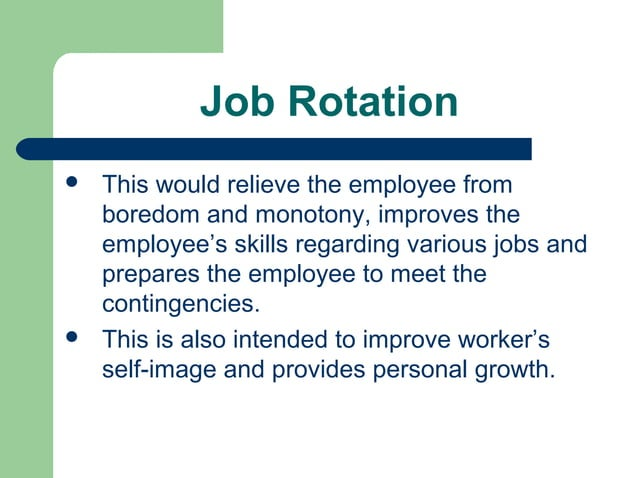 Job Rotation
This would relieve the employee from
boredom and monotony, improves the
employee’s skills regarding various jobs and
prepares the employee to meet the
contingencies.
This is also intended to improve worker’s
self-image and provides personal growth.